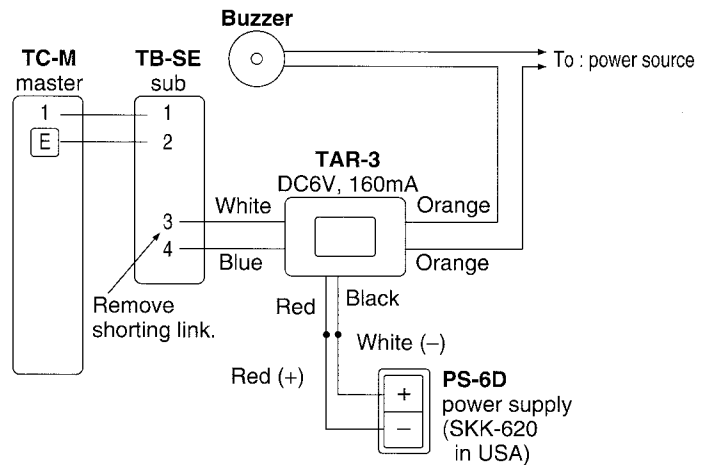 Buzzer
TC-M
master
TB-SE
sub
To : power source
1
1
E
2
TAR-3
DC6V, 160mA
White
Orange
3
4
Blue
Orange
Remove
shorting link.
Red
Black
White (−)
Red (+)
+
−
PS-6D
power supply
(SKK-620
in USA)